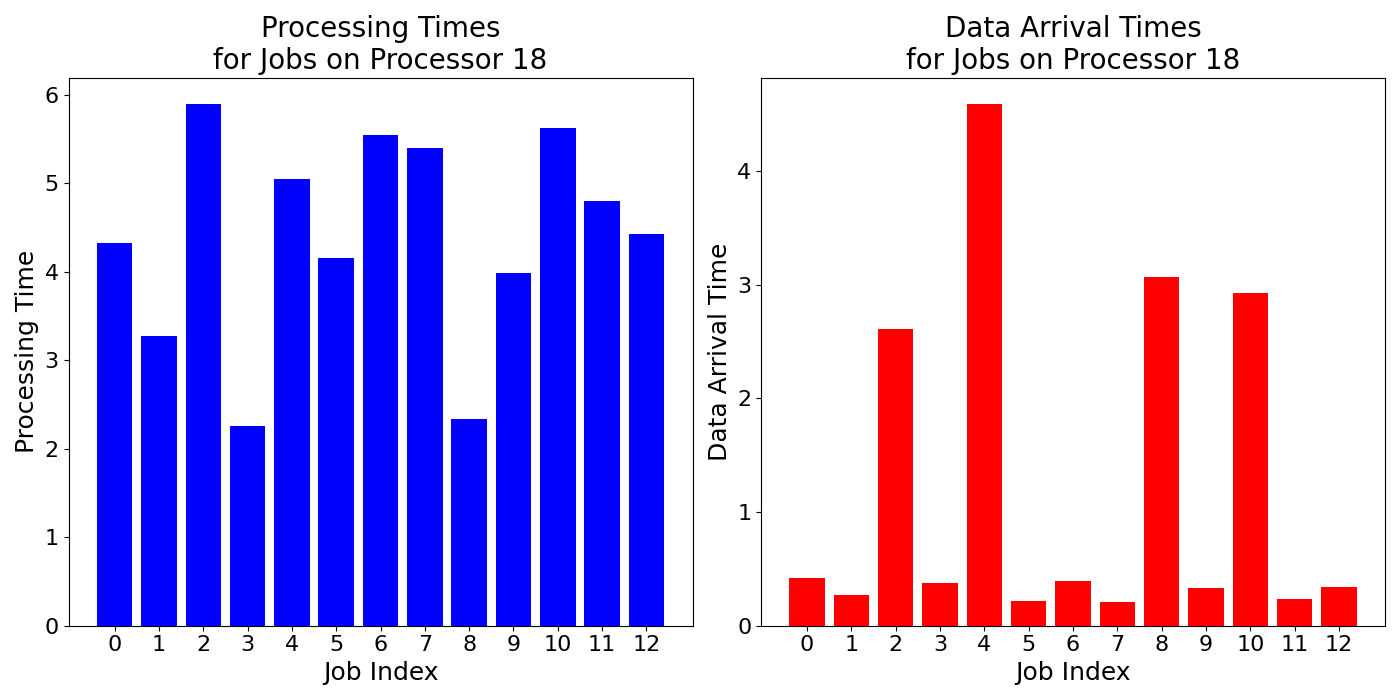 Processing Times
for Jobs on Processor 18
Processing Time
6
5
4
3
2
1
0
0 1 2 3 4 5 6 7 8 9 10 11 12
Job Index
Data Arrival Times
for Jobs on Processor 18
Data Arrival Time
4
3
2
1
0
0 1 2 3 4 5 6 7 8 9 10 11 12
Job Index